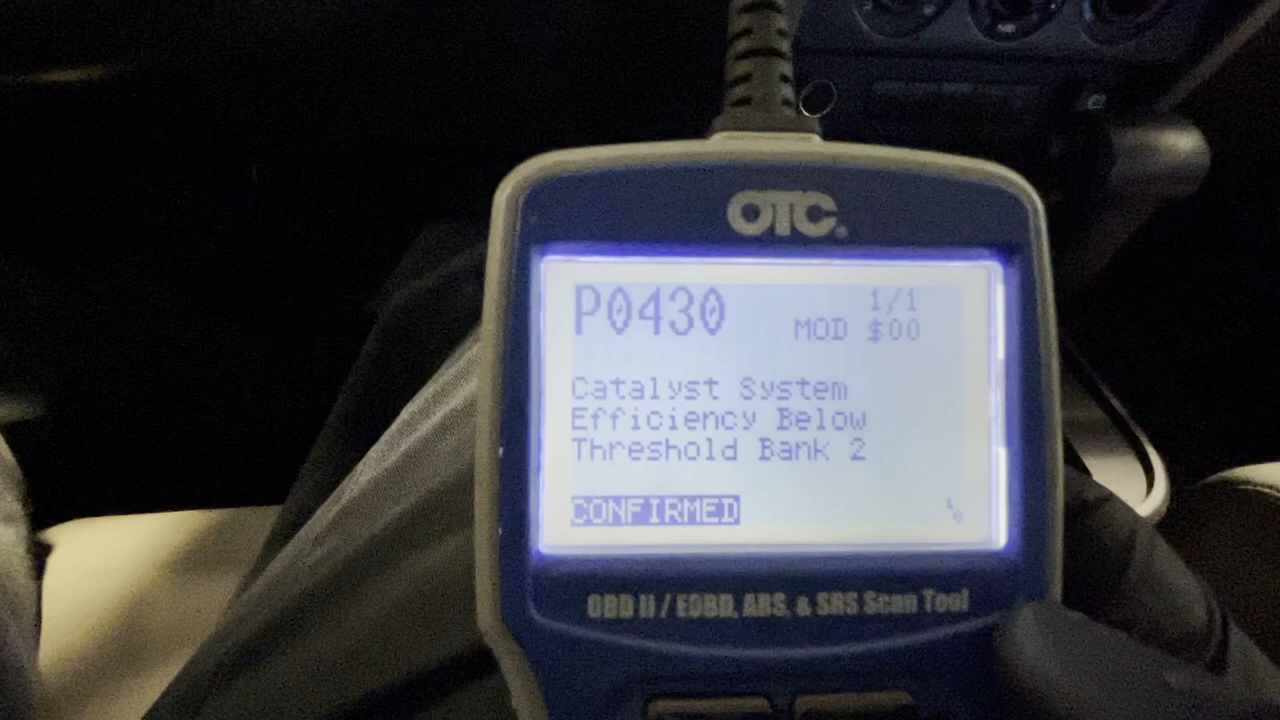 OTC
P0430
1/1
MOD $00
Catalyst System
Efficiency Below
Threshold Bank 2
CONFIRMED
OBD II / EOBD, ABS, & SRS Scan Tool